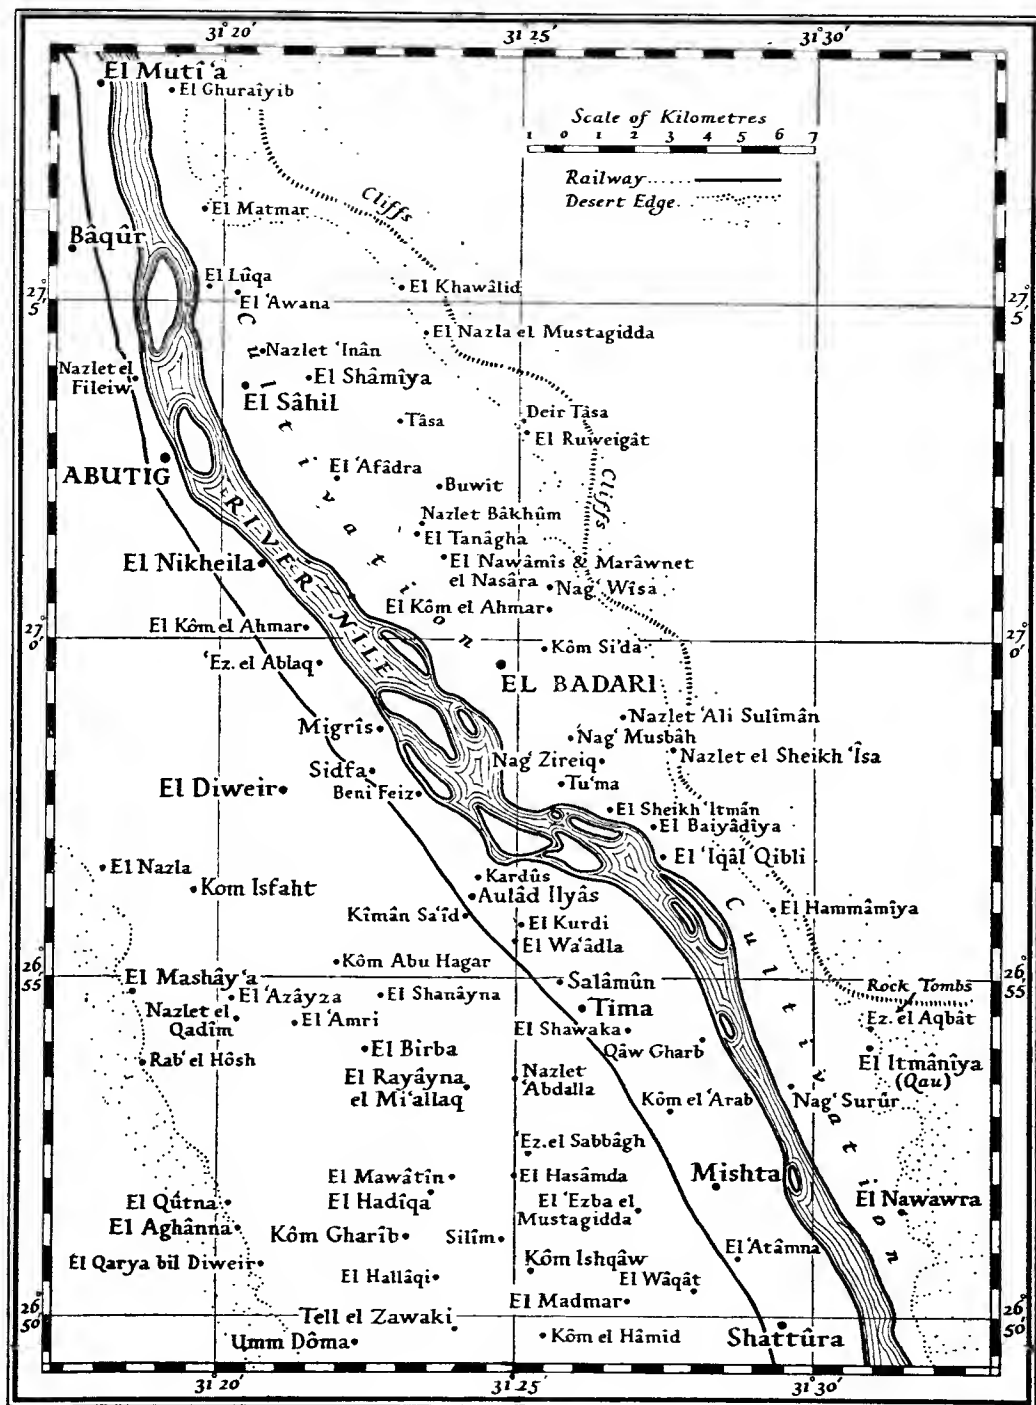 31° 20′ 31° 25′ 31° 30′
El Mutî‘a
El Ghuraîyib
Scale of Kilometres
1 0 1 2 3 4 5 6 7
Railway
Desert Edge
Cliffs
El Matmar
Bâqûr
El Lûqa
El Khawâlid
El ‘Awana
27° 5′ 27° 5′
El Nazla el Mustagidda
Cultivation
Nazlet ‘Inân
Nazlet el
Fileiw
El Shâmîya
El Sâhil
Deir Tâsa
Tâsa
El Ruweigât
ABUTIG
El ‘Afâdra
Buwit
Cliffs
RIVER NILE
Nazlet Bâkhûm
El Tanâgha
El Nikheila
El Nawâmîs & Marâwnet
el Nasâra
Nag‘ Wîsa
El Kôm el Ahmar
El Kôm el Ahmar
27° 0′ 27° 0′
Kôm Si‘da
‘Ez. el Ablaq
EL BADARI
Nazlet ‘Ali Sulîmân
Migrîs
Nag‘ Musbâh
Nazlet el Sheikh ‘Îsa
Nag‘ Zireiq
Sidfa
Tu‘ma
El Diweir
Beni Feiz
El Sheikh ‘Itmân
El Baiyâdîya
El ‘Iqâl Qibli
El Nazla
Kardûs
Kom Isfaht
Aulâd Ilyâs
Kîmân Sa‘îd
El Hammâmîya
El Kurdi
Cultivation
El Wa‘âdla
Kôm Abu Hagar
26° 55′ 26° 55′
El Mashây‘a
Salâmûn
Rock Tombs
El ‘Azâyza
El Shanâyna
Tima
Nazlet el
Qadîm
El ‘Amri
El Shawaka
Ez. el Aqbât
Qâw Gharb
Rab‘ el Hôsh
El Birba
El Itmânîya
(Qau)
El Rayâyna
el Mi‘allaq
Nazlet
‘Abdalla
Nag‘ Surûr
Kôm el ‘Arab
‘Ez. el Sabbâgh
El Mawâtîn
El Hasâmda
Mishta
El Qûtna
El Hadîqa
El ‘Ezba el
Mustagidda
El Nawawra
El Aghânna
Kôm Gharîb
Silîm
El ‘Atâmna
El Qarya bil Diweir
Kôm Ishqâw
El Hallâqi
El Wâqât
El Madmar
26° 50′ 26° 50′
Tell el Zawaki
Shattûra
Umm Dôma
Kôm el Hâmid
31° 20′ 31° 25′ 31° 30′